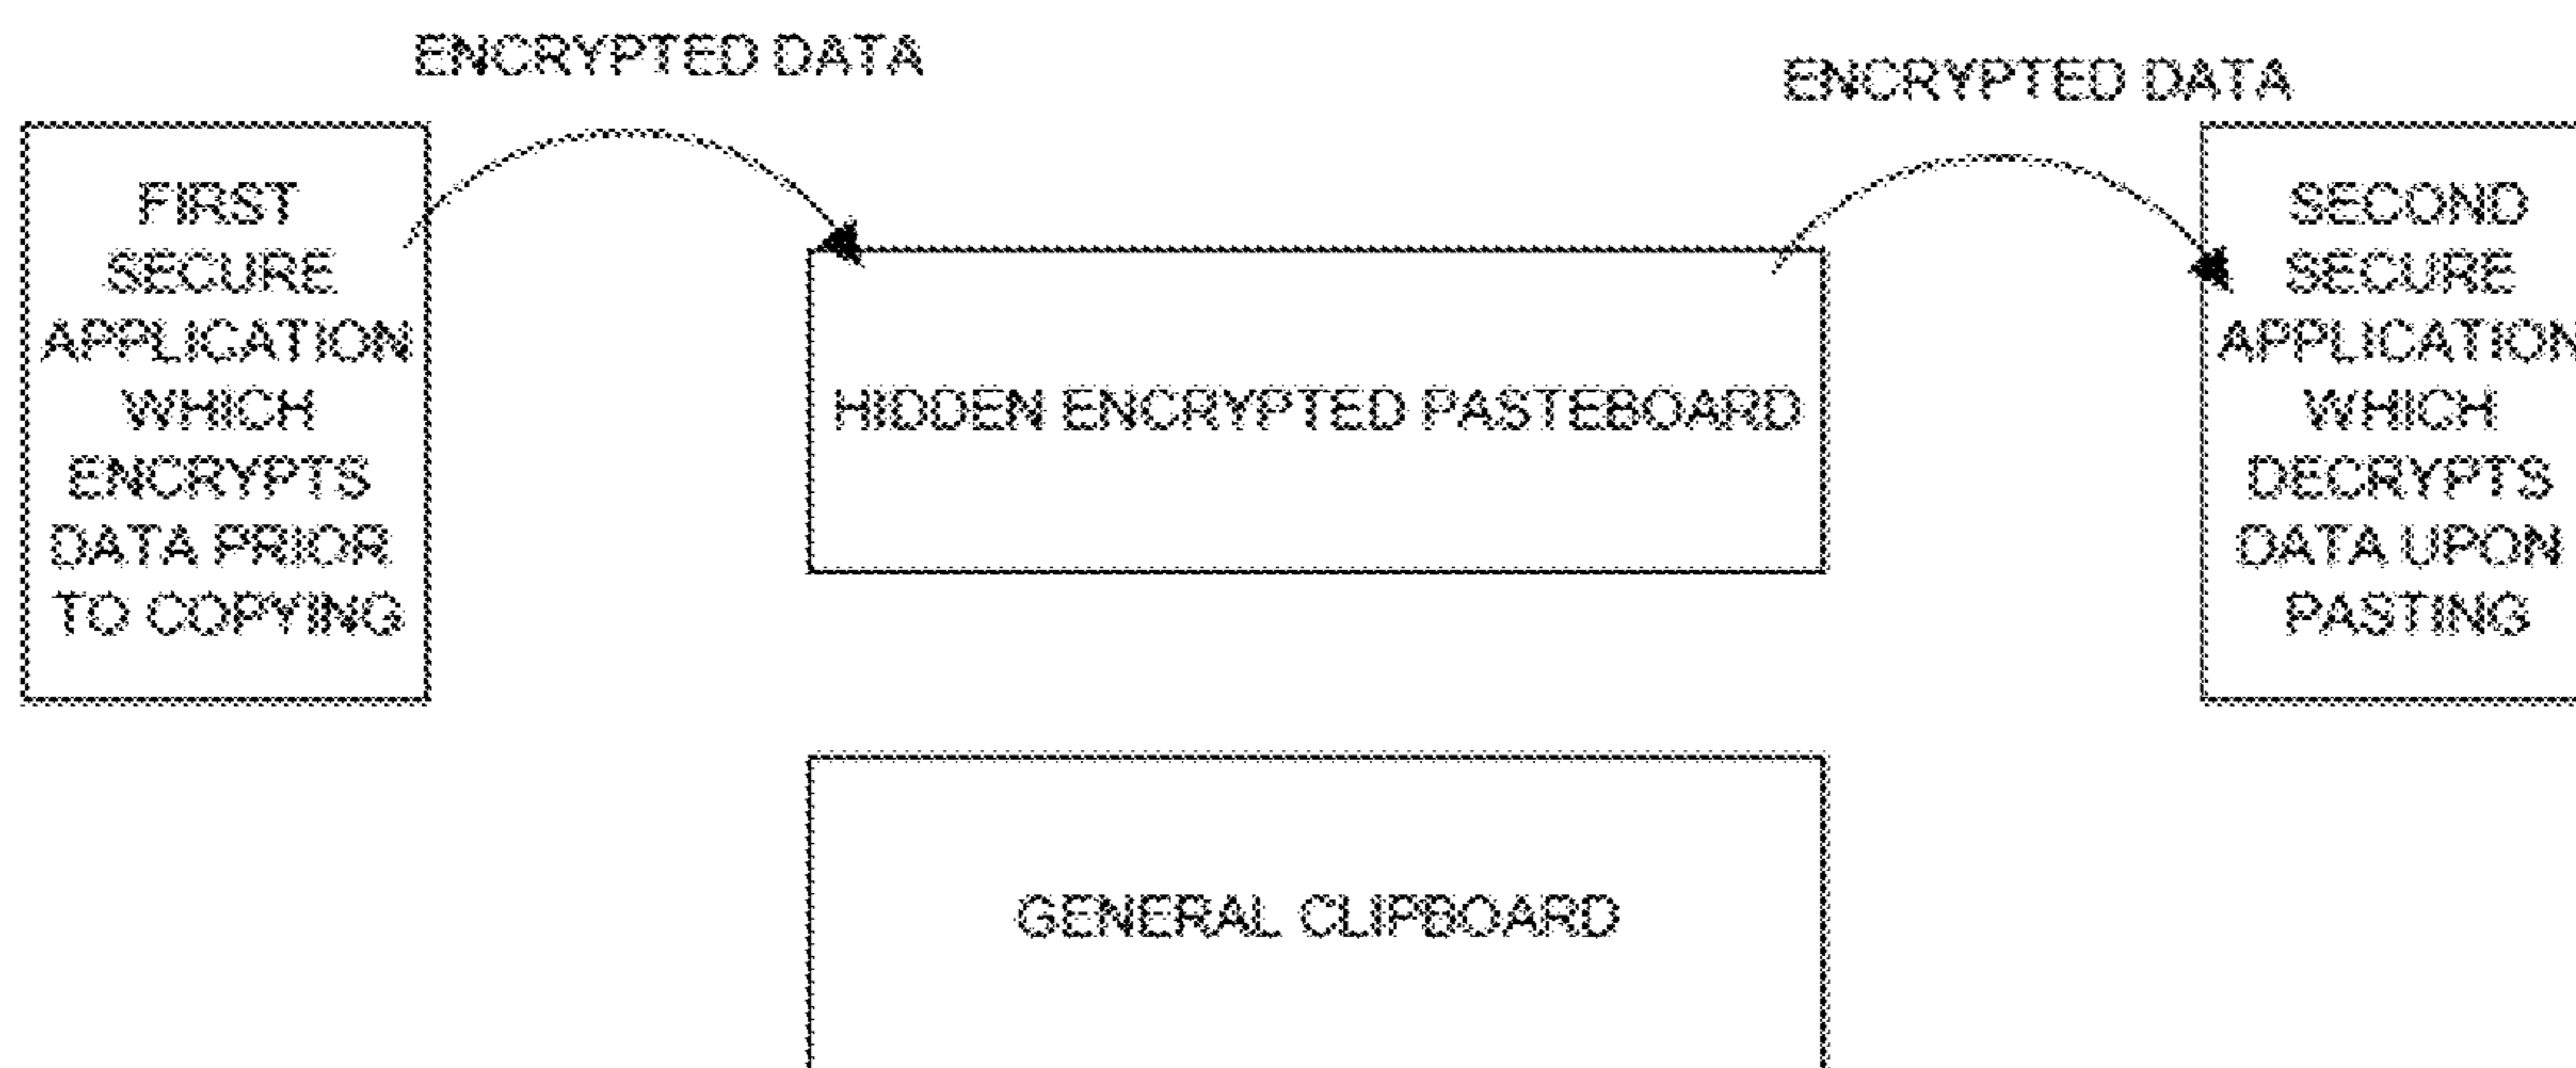 ENCRYPTED DATA
ENCRYPTED DATA
FIRST
SECURE
APPLICATION
WHICH
ENCRYPTS
DATA PRIOR
TO COPYING
HIDDEN ENCRYPTED PASTEBOARD
SECOND
SECURE
APPLICATION
WHICH
DECRYPTS
DATA UPON
PASTING
GENERAL CLIPBOARD